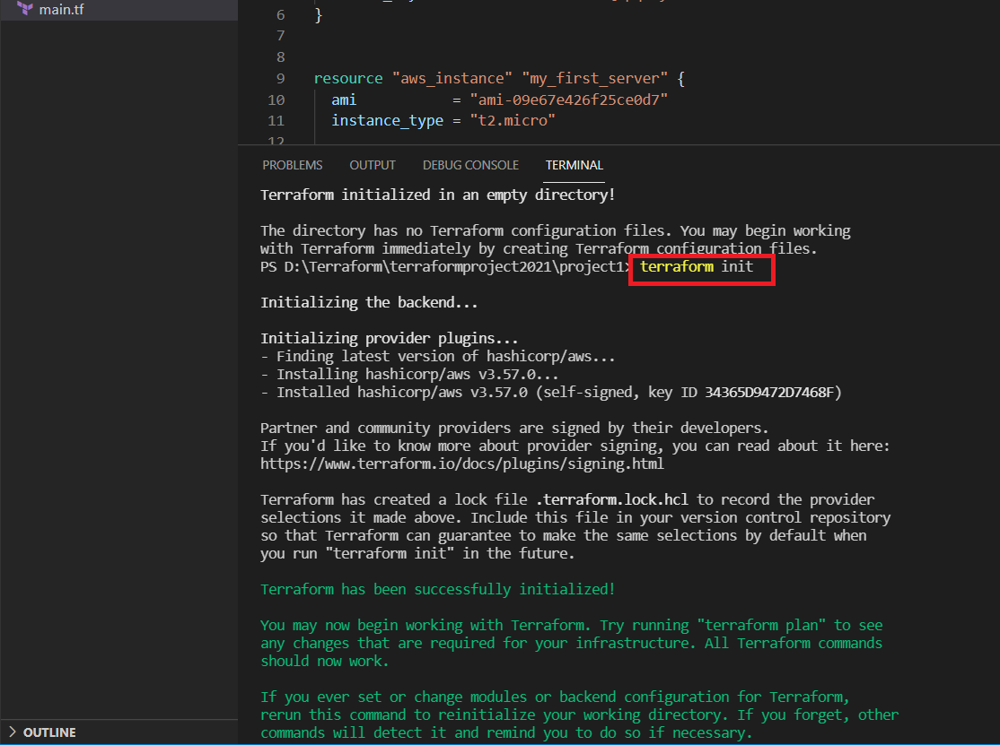 main.tf
6 }
7
8
9 resource "aws_instance" "my_first_server" {
10 ami = "ami-09e67e426f25ce0d7"
11 instance_type = "t2.micro"
12
PROBLEMS OUTPUT DEBUG CONSOLE TERMINAL
Terraform initialized in an empty directory!
The directory has no Terraform configuration files. You may begin working
with Terraform immediately by creating Terraform configuration files.
PS D:\Terraform\terraformproject2021\project1> terraform init
Initializing the backend...
Initializing provider plugins...
- Finding latest version of hashicorp/aws...
- Installing hashicorp/aws v3.57.0...
- Installed hashicorp/aws v3.57.0 (self-signed, key ID 34365D9472D7468F)
Partner and community providers are signed by their developers.
If you'd like to know more about provider signing, you can read about it here:
https://www.terraform.io/docs/plugins/signing.html
Terraform has created a lock file .terraform.lock.hcl to record the provider
selections it made above. Include this file in your version control repository
so that Terraform can guarantee to make the same selections by default when
you run "terraform init" in the future.
Terraform has been successfully initialized!
You may now begin working with Terraform. Try running "terraform plan" to see
any changes that are required for your infrastructure. All Terraform commands
should now work.
If you ever set or change modules or backend configuration for Terraform,
rerun this command to reinitialize your working directory. If you forget, other
commands will detect it and remind you to do so if necessary.
OUTLINE